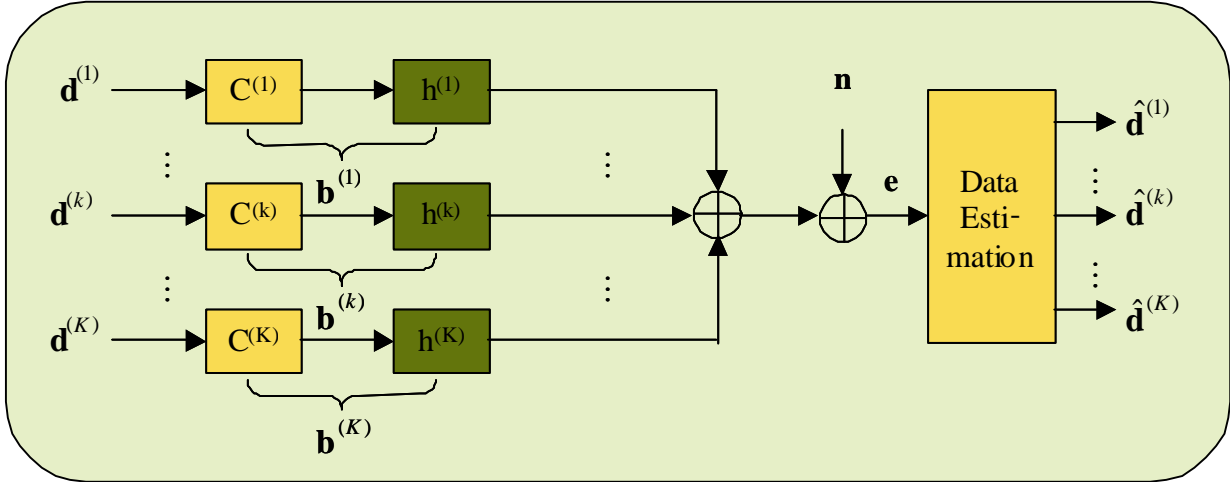 d(1) C(1) h(1) n d̂(1)
⋮ b(1) ⋮ ⋮
d(k) C(k) h(k) e Data Esti-mation d̂(k)
⋮ b(k) ⋮ ⋮
d(K) C(K) h(K) d̂(K)
b(K)